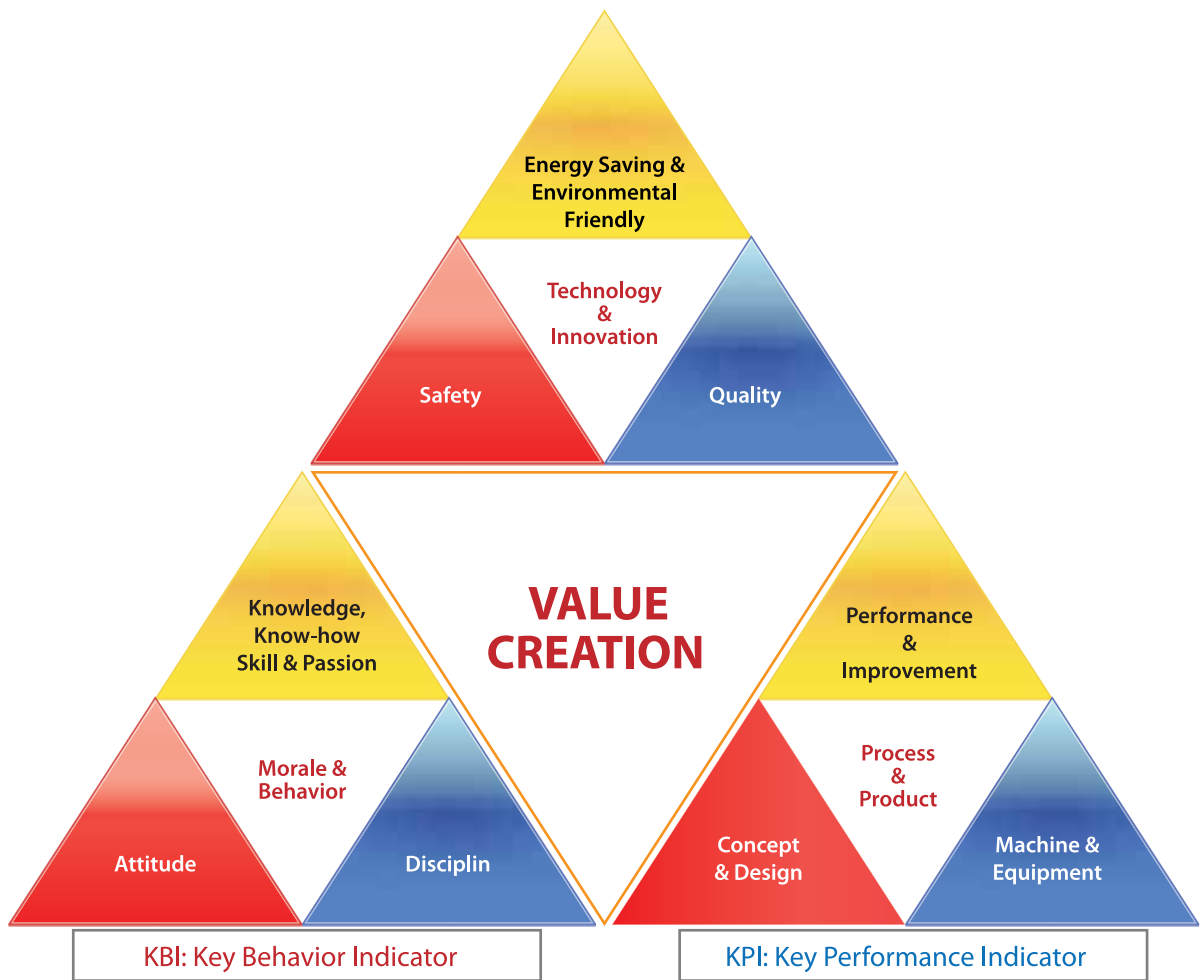 Energy Saving &
Environmental
Friendly
Technology
&
Innovation
Safety
Quality
Knowledge,
Know-how
Skill & Passion
VALUE
CREATION
Performance
&
Improvement
Morale &
Behavior
Process
&
Product
Attitude
Disciplin
Concept
& Design
Machine &
Equipment
KBI: Key Behavior Indicator
KPI: Key Performance Indicator